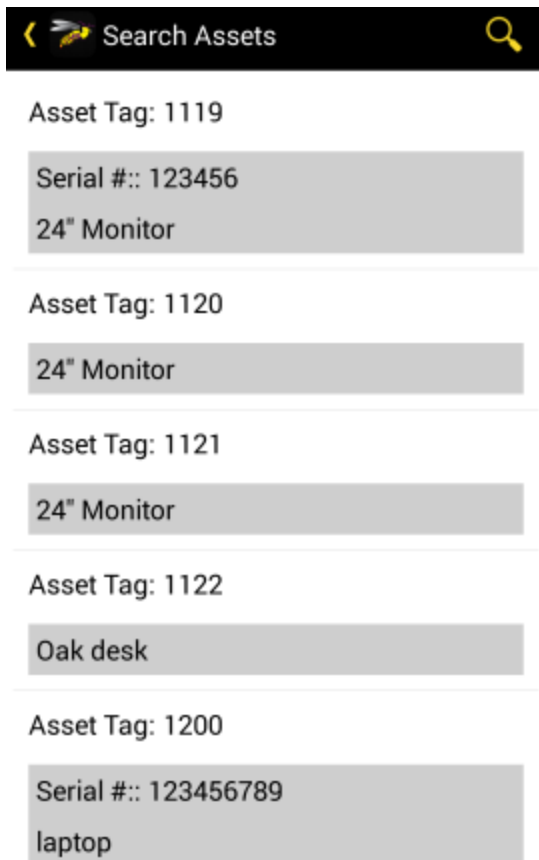 Search Assets
Asset Tag: 1119
Serial #:: 123456
24" Monitor
Asset Tag: 1120
24" Monitor
Asset Tag: 1121
24" Monitor
Asset Tag: 1122
Oak desk
Asset Tag: 1200
Serial #:: 123456789
laptop